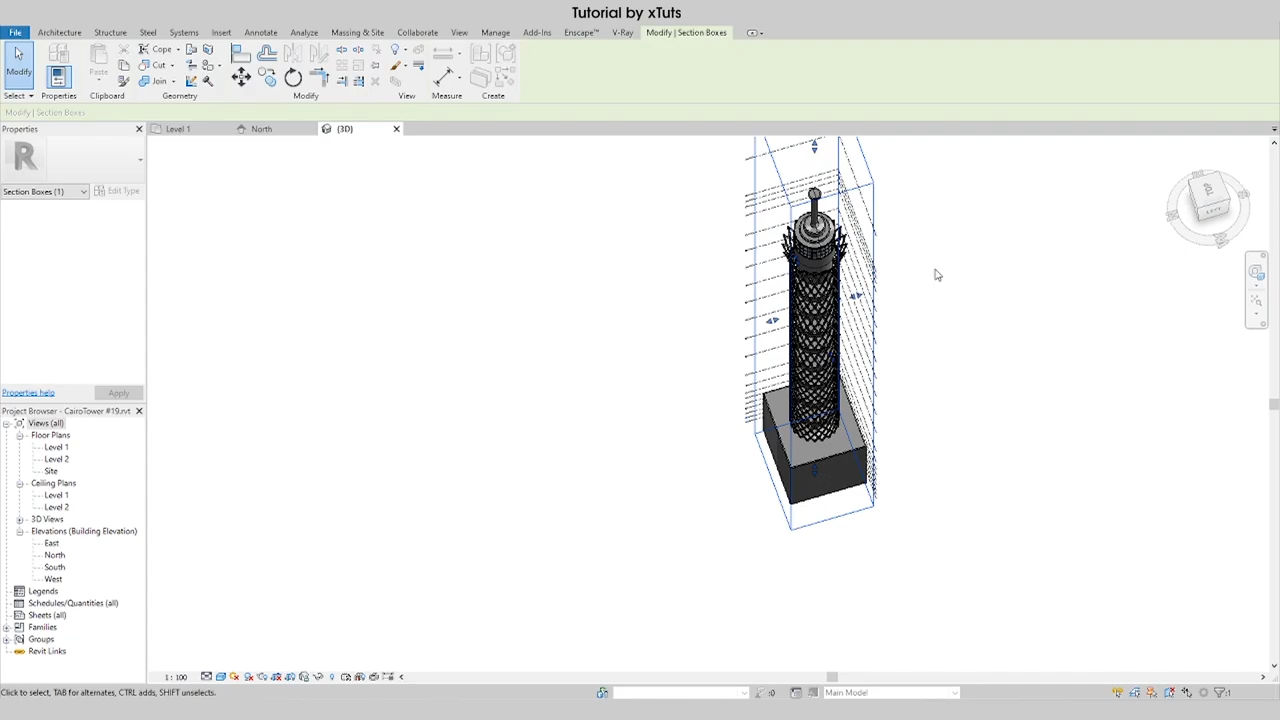 Tutorial by xTuts
File Architecture Structure Steel Systems Insert Annotate Analyze Massing & Site Collaborate View Manage Add-Ins Enscape™ V-Ray Modify | Section Boxes
Cope
Modify Paste Cut
Join
Select Properties Clipboard Geometry Modify View Measure Create
Modify | Section Boxes
Properties Level 1 North (3D)
R
Section Boxes (1) Edit Type
LEFT
Properties help Apply
Project Browser - CairoTower #19.rvt
Views (all)
Floor Plans
Level 1
Level 2
Site
Ceiling Plans
Level 1
Level 2
3D Views
Elevations (Building Elevation)
East
North
South
West
Legends
Schedules/Quantities (all)
Sheets (all)
Families
Groups
Revit Links
1 : 100
Click to select, TAB for alternates, CTRL adds, SHIFT unselects. :0 Main Model :1